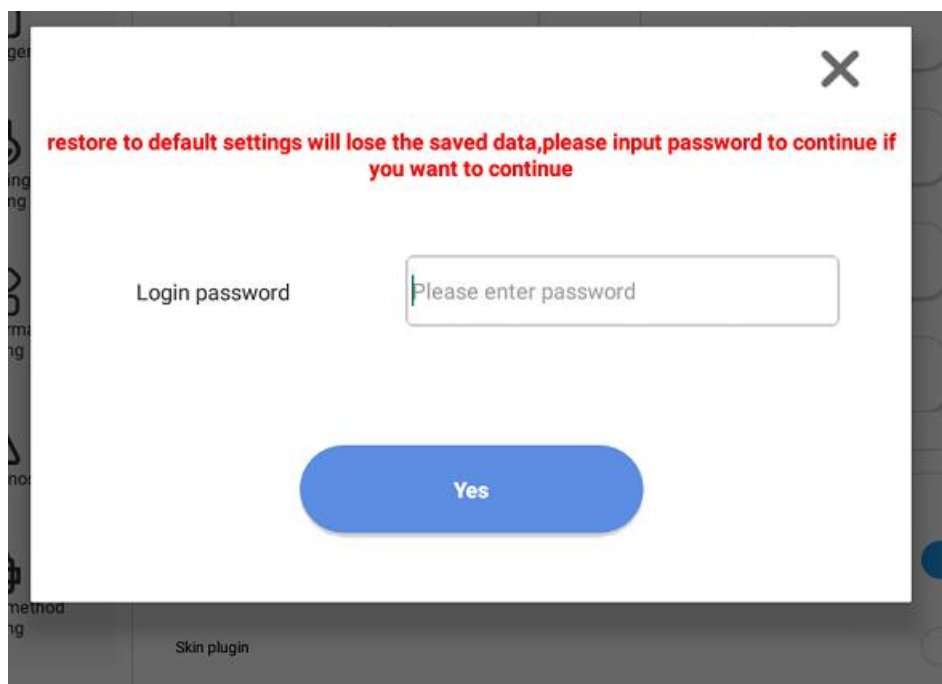 restore to default settings will lose the saved data,please input password to continue if
you want to continue
Login password
Please enter password
Yes
method
Skin plugin